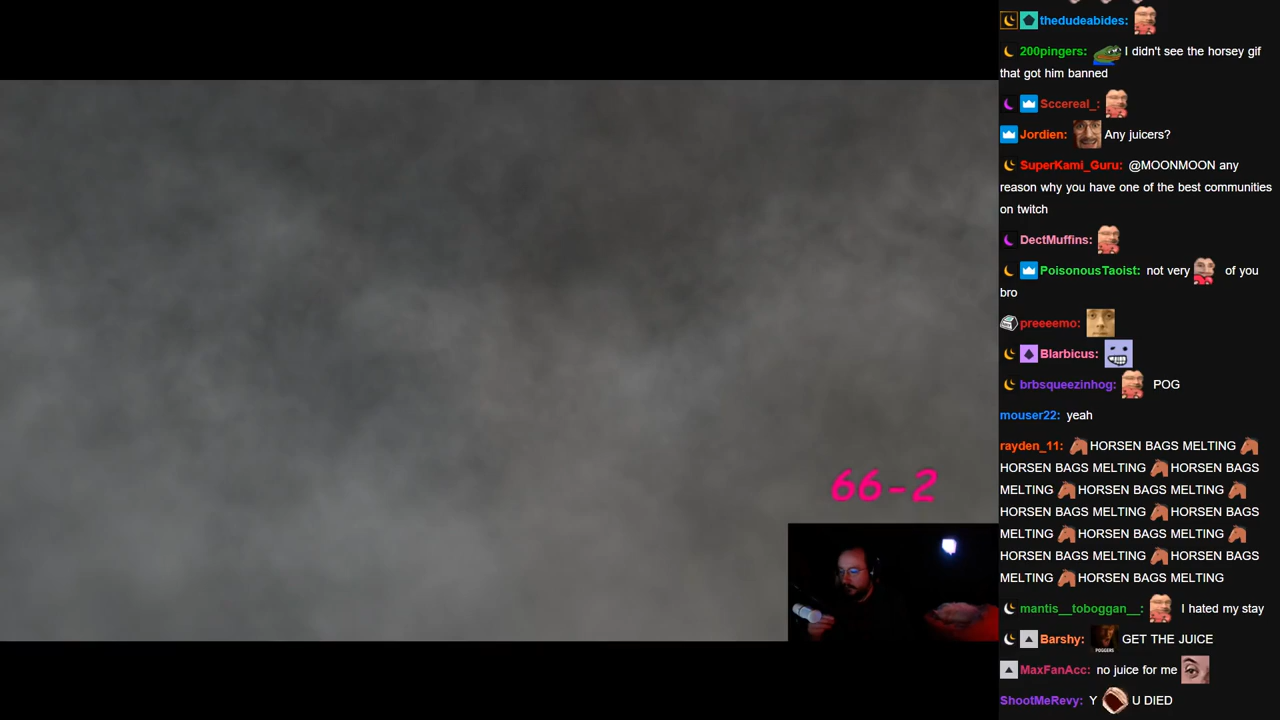 thedudeabides:
200pingers: I didn't see the horsey gif
that got him banned
Sccereal_:
Jordien: Any juicers?
SuperKami_Guru: @MOONMOON any
reason why you have one of the best communities
on twitch
DectMuffins:
PoisonousTaoist: not very of you
bro
preeeemo:
Blarbicus:
brbsqueezinhog: POG
mouser22: yeah
rayden_11: HORSEN BAGS MELTING
HORSEN BAGS MELTING HORSEN BAGS
MELTING HORSEN BAGS MELTING
HORSEN BAGS MELTING HORSEN BAGS
MELTING HORSEN BAGS MELTING
HORSEN BAGS MELTING HORSEN BAGS
MELTING HORSEN BAGS MELTING
mantis__toboggan__: I hated my stay
Barshy: POGGERS GET THE JUICE
MaxFanAcc: no juice for me
ShootMeRevy: Y U DIED
66-2